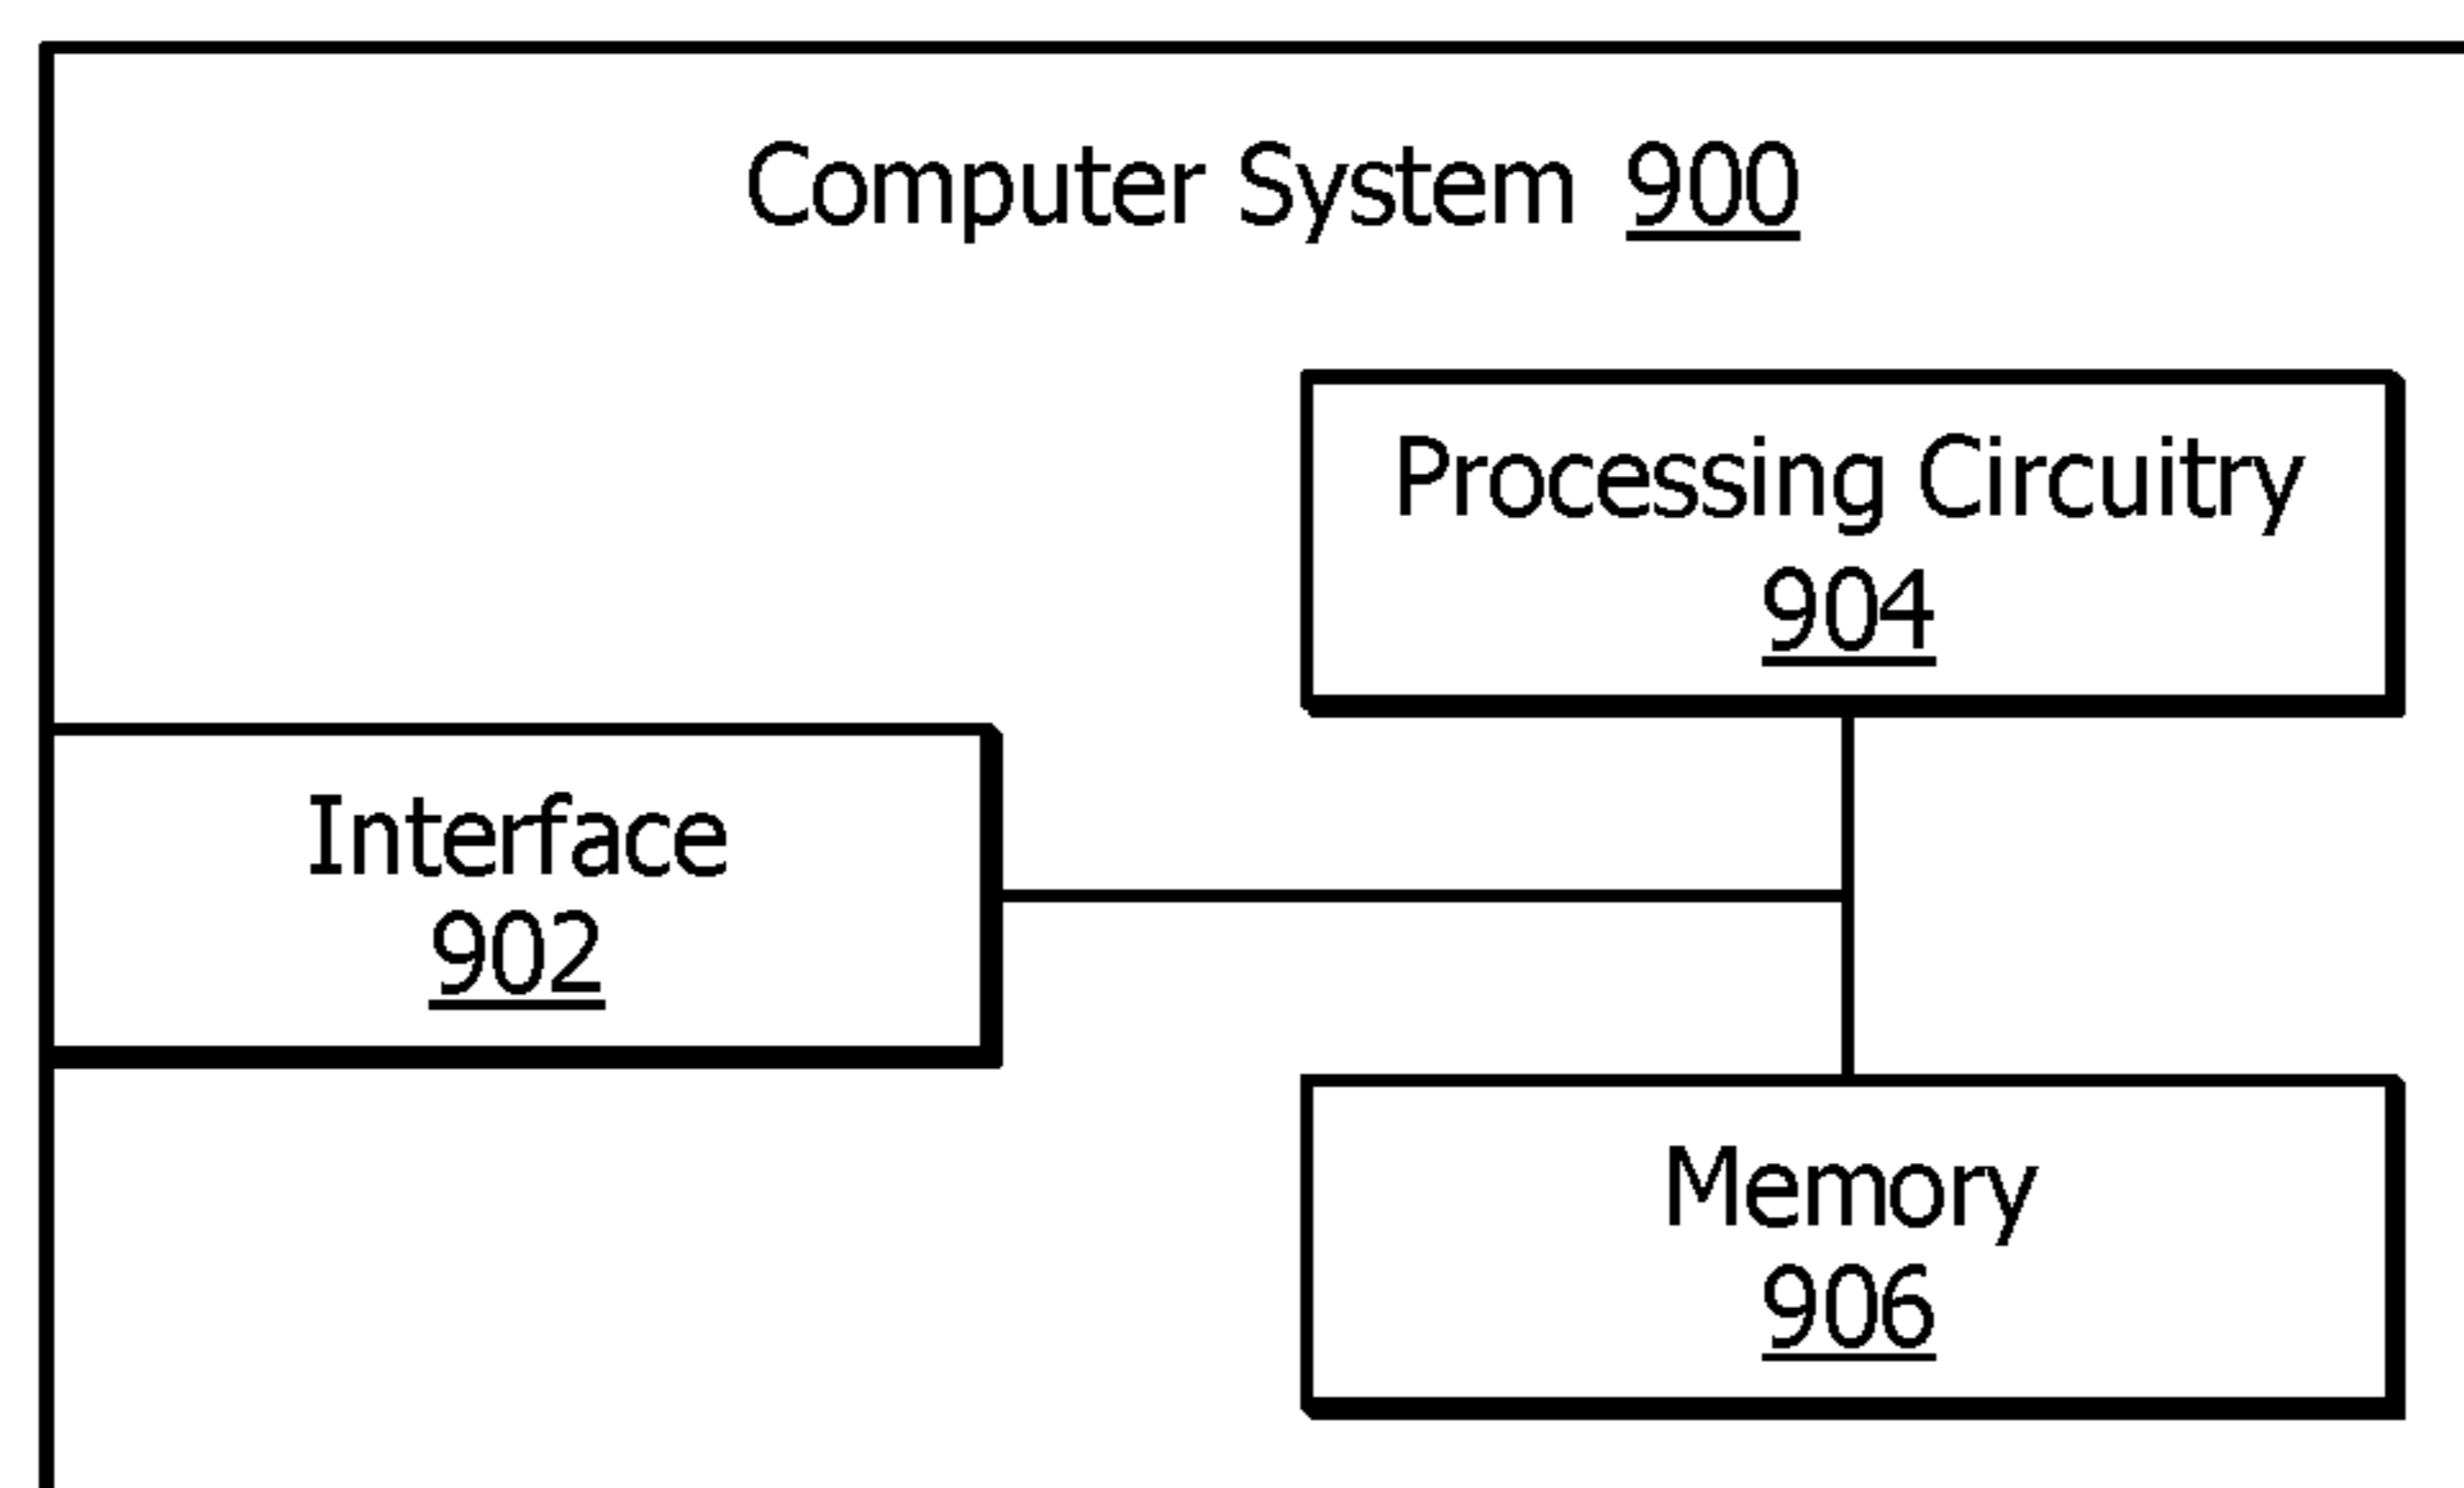 Computer System 900
Processing Circuitry
904
Interface
902
Memory
906